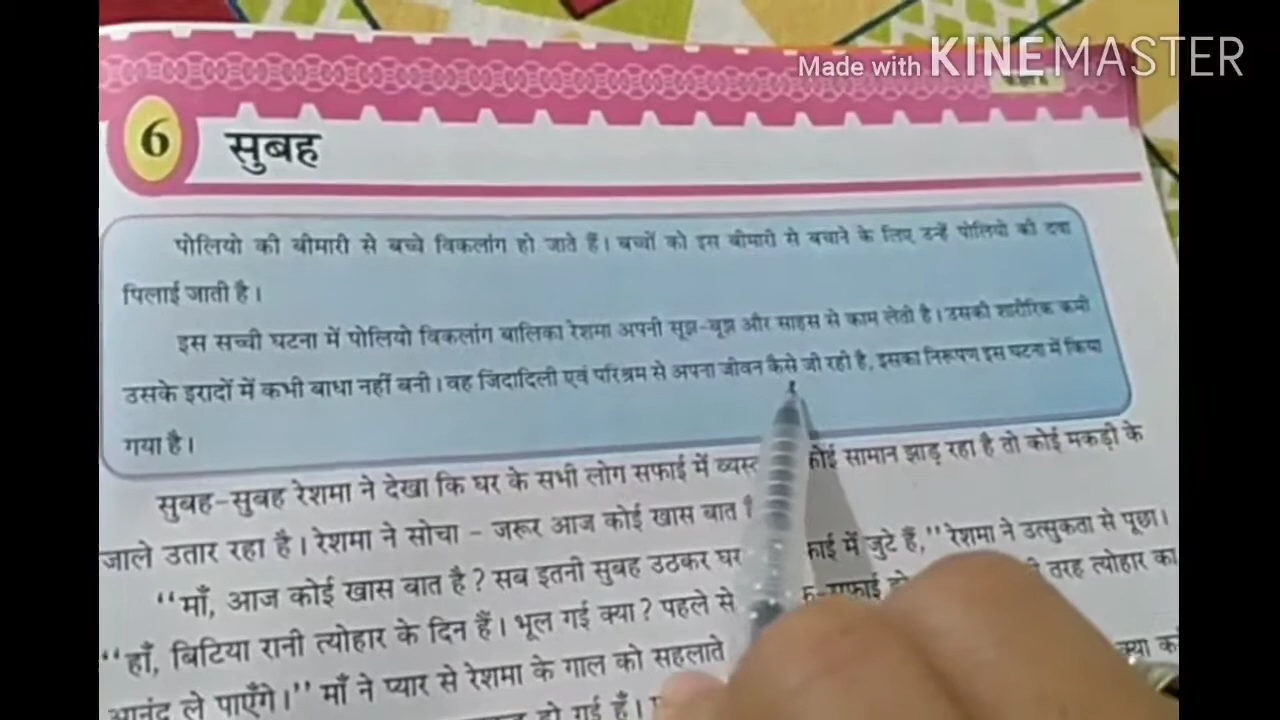 Made with KINEMASTER
6 सुबह
पोलियो की बीमारी से बच्चे विकलांग हो जाते हैं। बच्चों को इस बीमारी से बचाने के लिए उन्हें पोलियो की दवा
पिलाई जाती है।
इस सच्ची घटना में पोलियो विकलांग बालिका रेशमा अपनी सूझ-बूझ और साहस से काम लेती है। उसकी शारीरिक कमी
उसके इरादों में कभी बाधा नहीं बनी। वह जिंदादिली एवं परिश्रम से अपना जीवन कैसे जी रही है, इसका निरूपण इस घटना में किया
गया है।
सुबह-सुबह रेशमा ने देखा कि घर के सभी लोग सफाई में कोई सामान झाड़ रहा है तो कोई मकड़ी के
जाले उतार रहा है। रेशमा ने सोचा – जरूर आज कोई खास बात
“माँ, आज कोई खास बात है? सब इतनी सुबह उठकर घर में जुटे हैं,” रेशमा ने उत्सुकता से पूछा।
“हाँ, बिटिया रानी त्योहार के दिन हैं। भूल गई क्या? पहले से तरह त्योहार का
आनंद ले पाएँगे।” माँ ने प्यार से रेशमा के गाल को सहलाते क्या
हो गई हूँ।